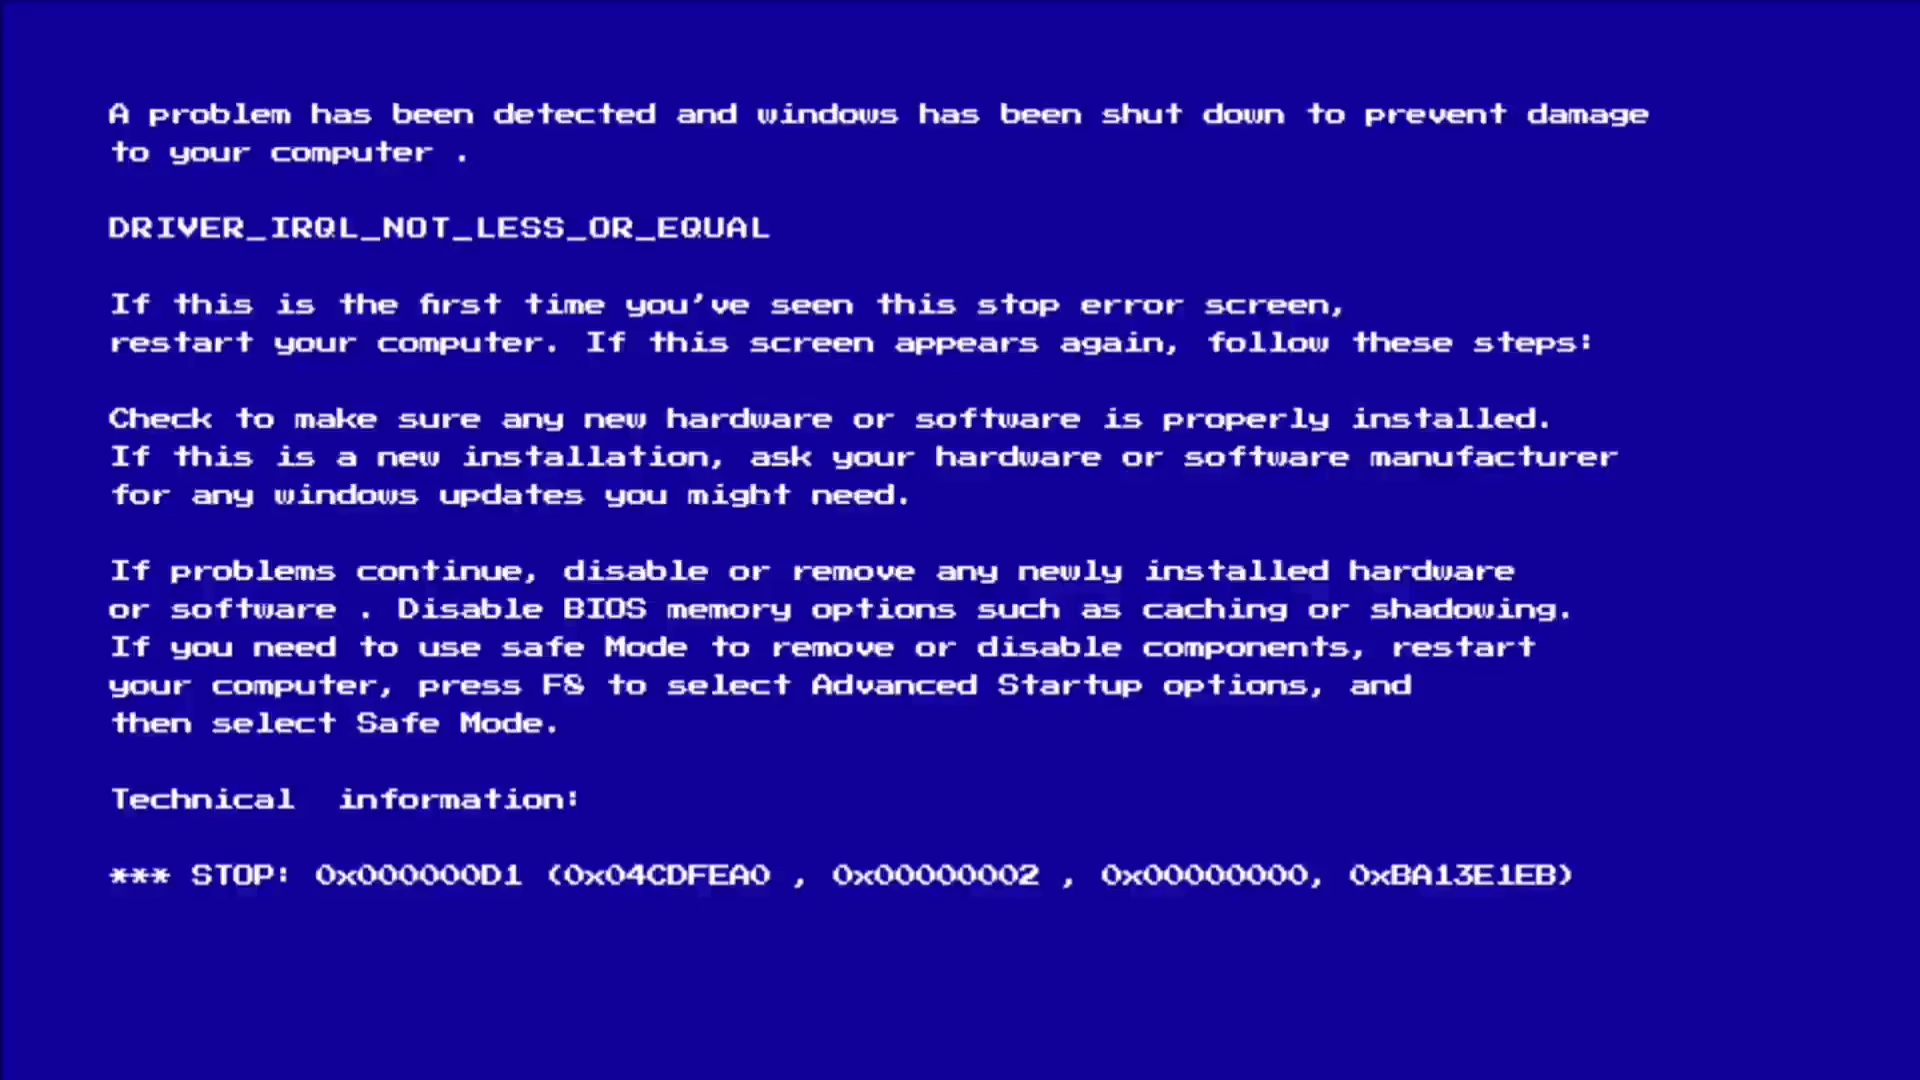 A problem has been detected and windows has been shut down to prevent damage
to your computer .
DRIVER_IRQL_NOT_LESS_OR_EQUAL
If this is the first time you've seen this stop error screen,
restart your computer. If this screen appears again, follow these steps:
Check to make sure any new hardware or software is properly installed.
If this is a new installation, ask your hardware or software manufacturer
for any windows updates you might need.
If problems continue, disable or remove any newly installed hardware
or software . Disable BIOS memory options such as caching or shadowing.
If you need to use safe Mode to remove or disable components, restart
your computer, press F& to select Advanced Startup options, and
then select Safe Mode.
Technical  information:
*** STOP: 0x000000D1 (0x04CDFEA0 , 0x00000002 , 0x00000000, 0xBA13E1EB)